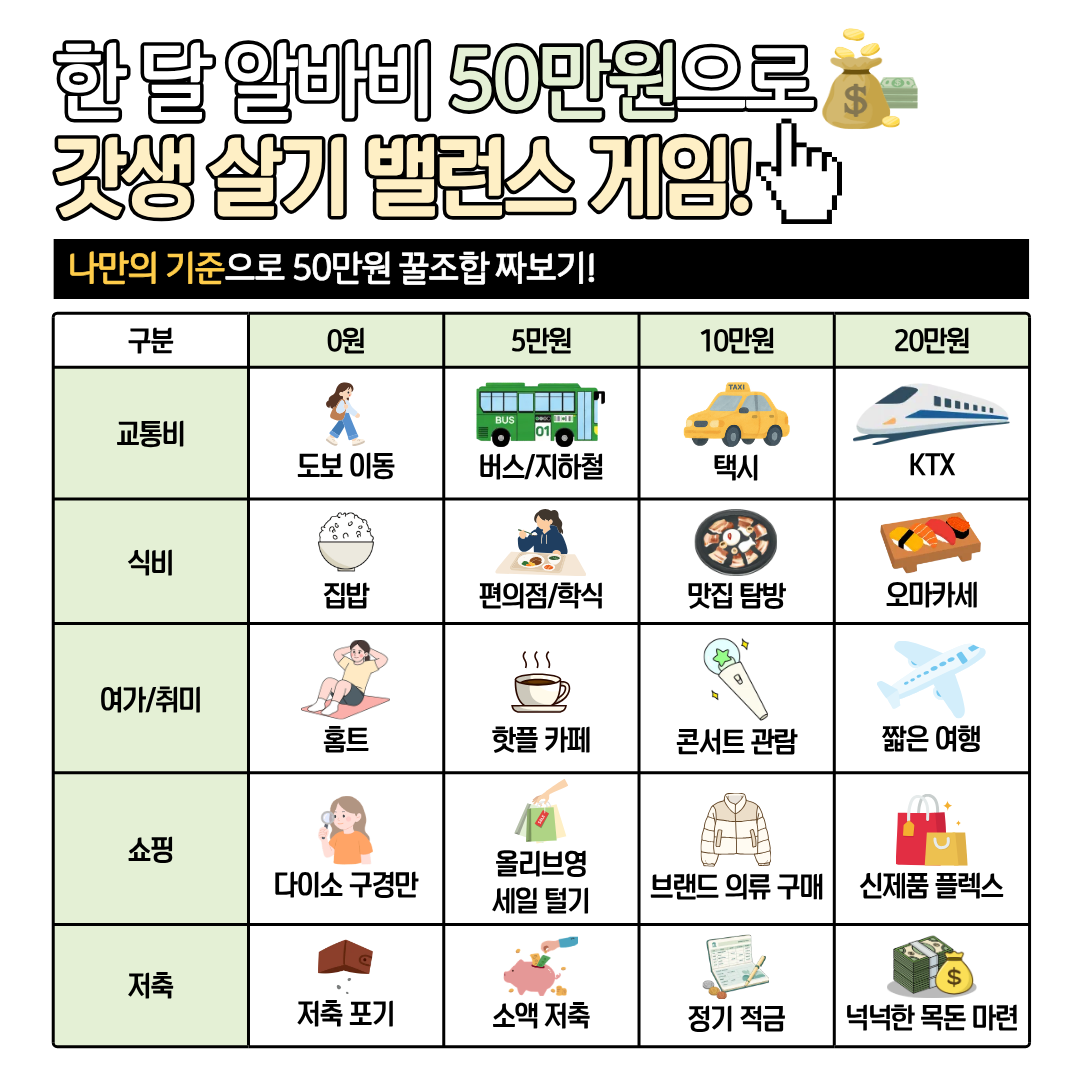 한 달 알바비 50만원으로
갓생 살기 밸런스 게임!
나만의 기준으로 50만원 꿀조합 짜보기!
구분 0원 5만원 10만원 20만원
교통비 도보 이동 버스/지하철 택시 KTX
BUS
01
TAXI
식비 집밥 편의점/학식 맛집 탐방 오마카세
여가/취미 홈트 핫플 카페 콘서트 관람 짧은 여행
쇼핑 다이소 구경만 올리브영
세일 털기 브랜드 의류 구매 신제품 플렉스
SALE
저축 저축 포기 소액 저축 정기 적금 넉넉한 목돈 마련